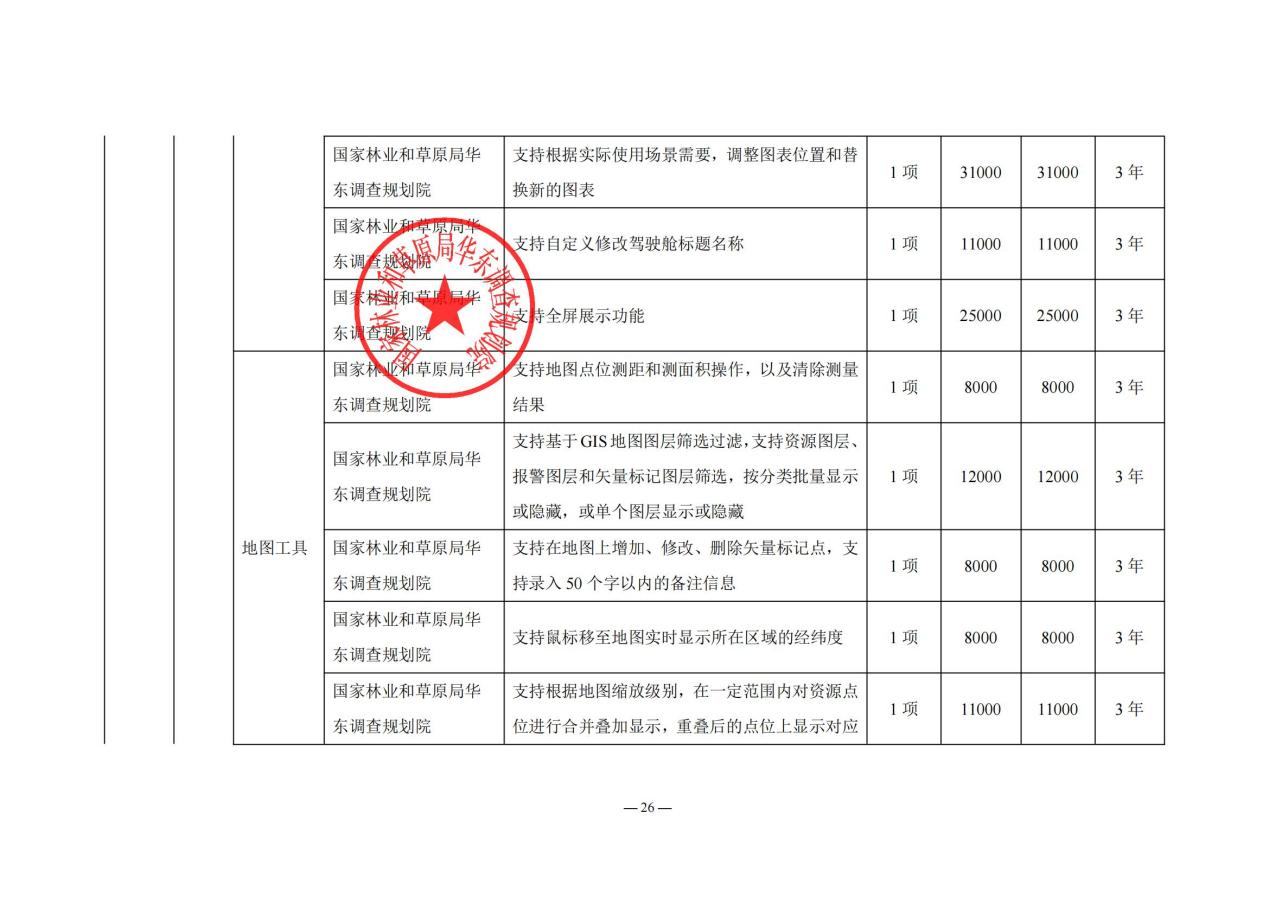 国家林业和草原局华
东调查规划院
支持根据实际使用场景需要，调整图表位置和替
换新的图表
1 项
31000
31000
3 年
国家林业和草原局华
东调查规划院
支持自定义修改驾驶舱标题名称
1 项
11000
11000
3 年
国家林业和草原局华
东调查规划院
支持全屏展示功能
1 项
25000
25000
3 年
国家林业和草原局华东调查规划院
地图工具
国家林业和草原局华
东调查规划院
支持地图点位测距和测面积操作，以及清除测量
结果
1 项
8000
8000
3 年
国家林业和草原局华
东调查规划院
支持基于 GIS 地图图层筛选过滤，支持资源图层、
报警图层和矢量标记图层筛选，按分类批量显示
或隐藏，或单个图层显示或隐藏
1 项
12000
12000
3 年
国家林业和草原局华
东调查规划院
支持在地图上增加、修改、删除矢量标记点，支
持录入 50 个字以内的备注信息
1 项
8000
8000
3 年
国家林业和草原局华
东调查规划院
支持鼠标移至地图实时显示所在区域的经纬度
1 项
8000
8000
3 年
国家林业和草原局华
东调查规划院
支持根据地图缩放级别，在一定范围内对资源点
位进行合并叠加显示，重叠后的点位上显示对应
1 项
11000
11000
3 年
— 26 —